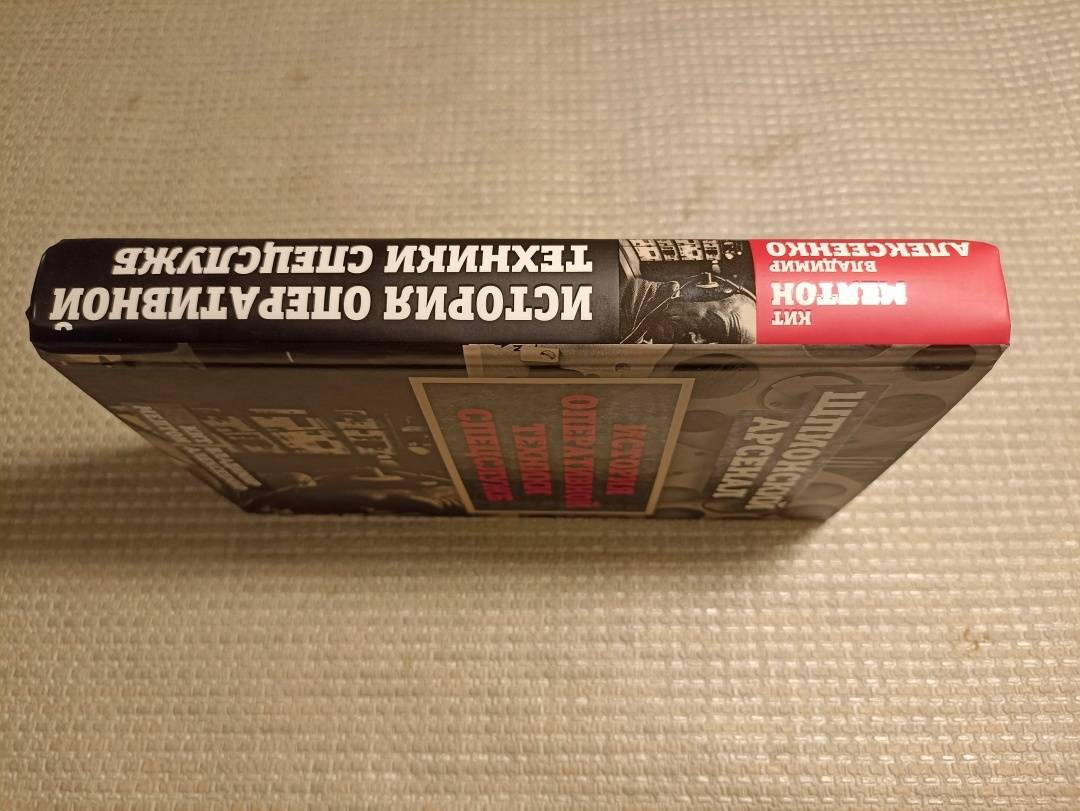 КИТ
МЕЛТОН
ВЛАДИМИР
АЛЕКСЕЕНКО
ИСТОРИЯ ОПЕРАТИВНОЙ
ТЕХНИКИ СПЕЦСЛУЖБ
ШПИОНСКИЙ
АРСЕНАЛ
ИСТОРИЯ
ОПЕРАТИВНОЙ
ТЕХНИКИ
СПЕЦСЛУЖБ